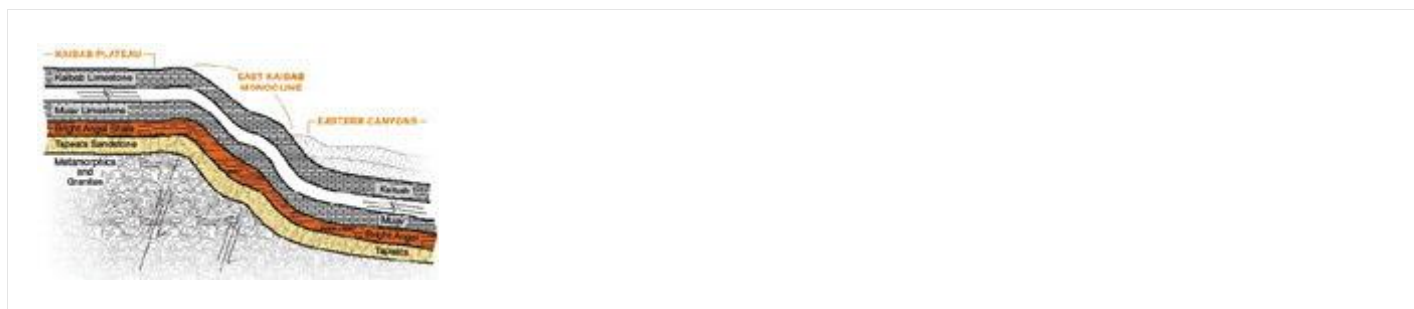 KAIBAB PLATEAU
Kaibab Limestone
EAST KAIBAB
MONOCLINE
Muav Limestone
EASTERN CANYONS
Bright Angel Shale
Tapeats Sandstone
Metamorphics
and
Granites
Kaibab
Muav
Bright Angel
Tapeats